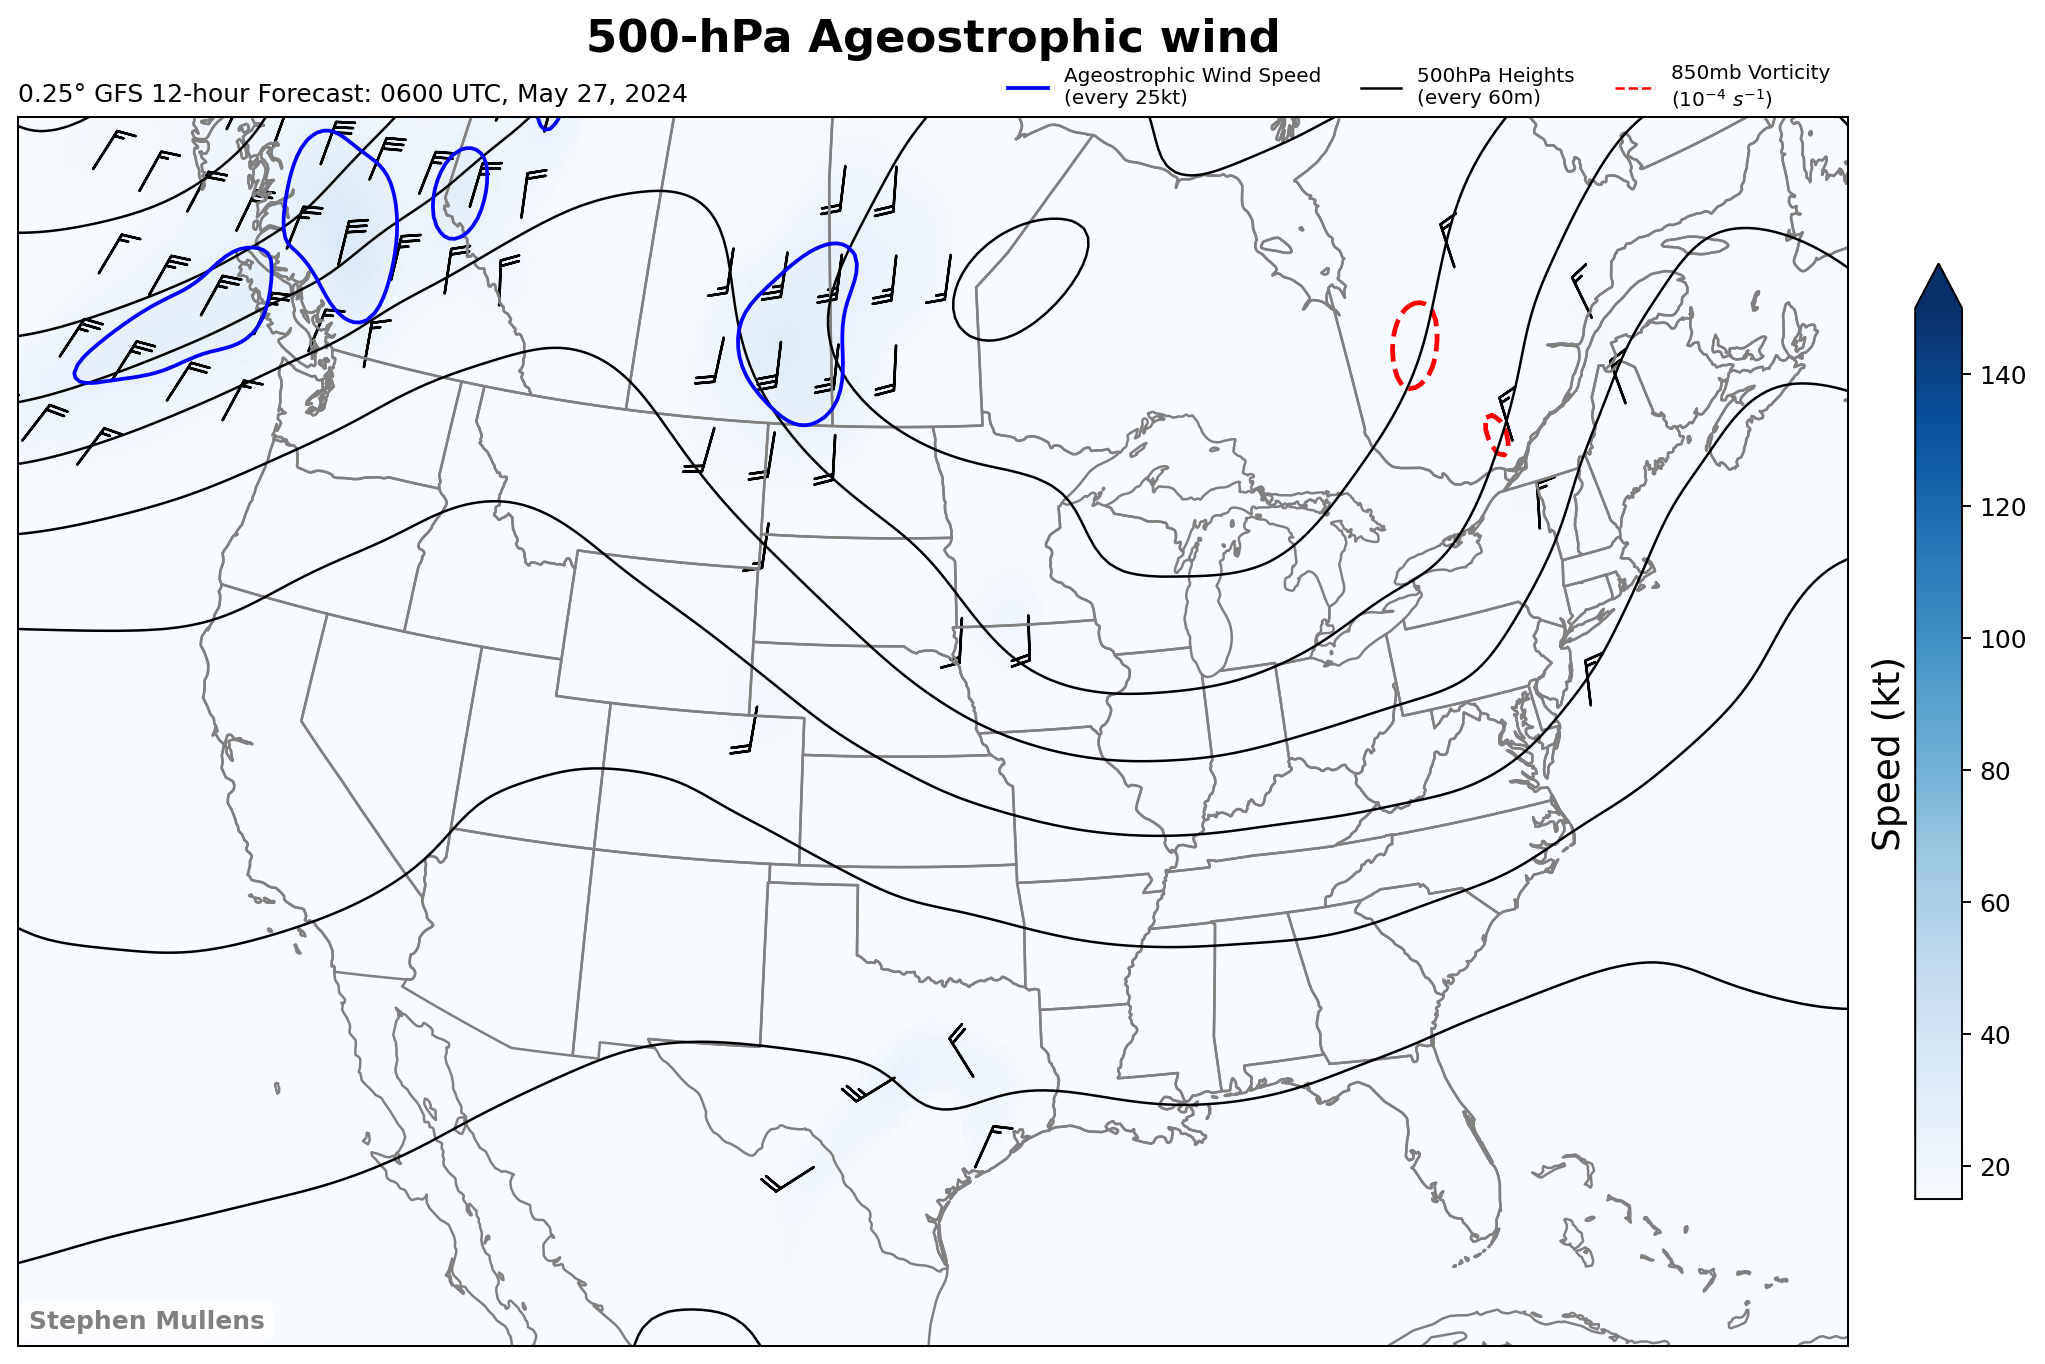 500-hPa Ageostrophic wind
0.25° GFS 12-hour Forecast: 0600 UTC, May 27, 2024
Ageostrophic Wind Speed
(every 25kt)
500hPa Heights
(every 60m)
850mb Vorticity
(10⁻⁴ s⁻¹)
140
120
100
80
60
40
20
Speed (kt)
Stephen Mullens